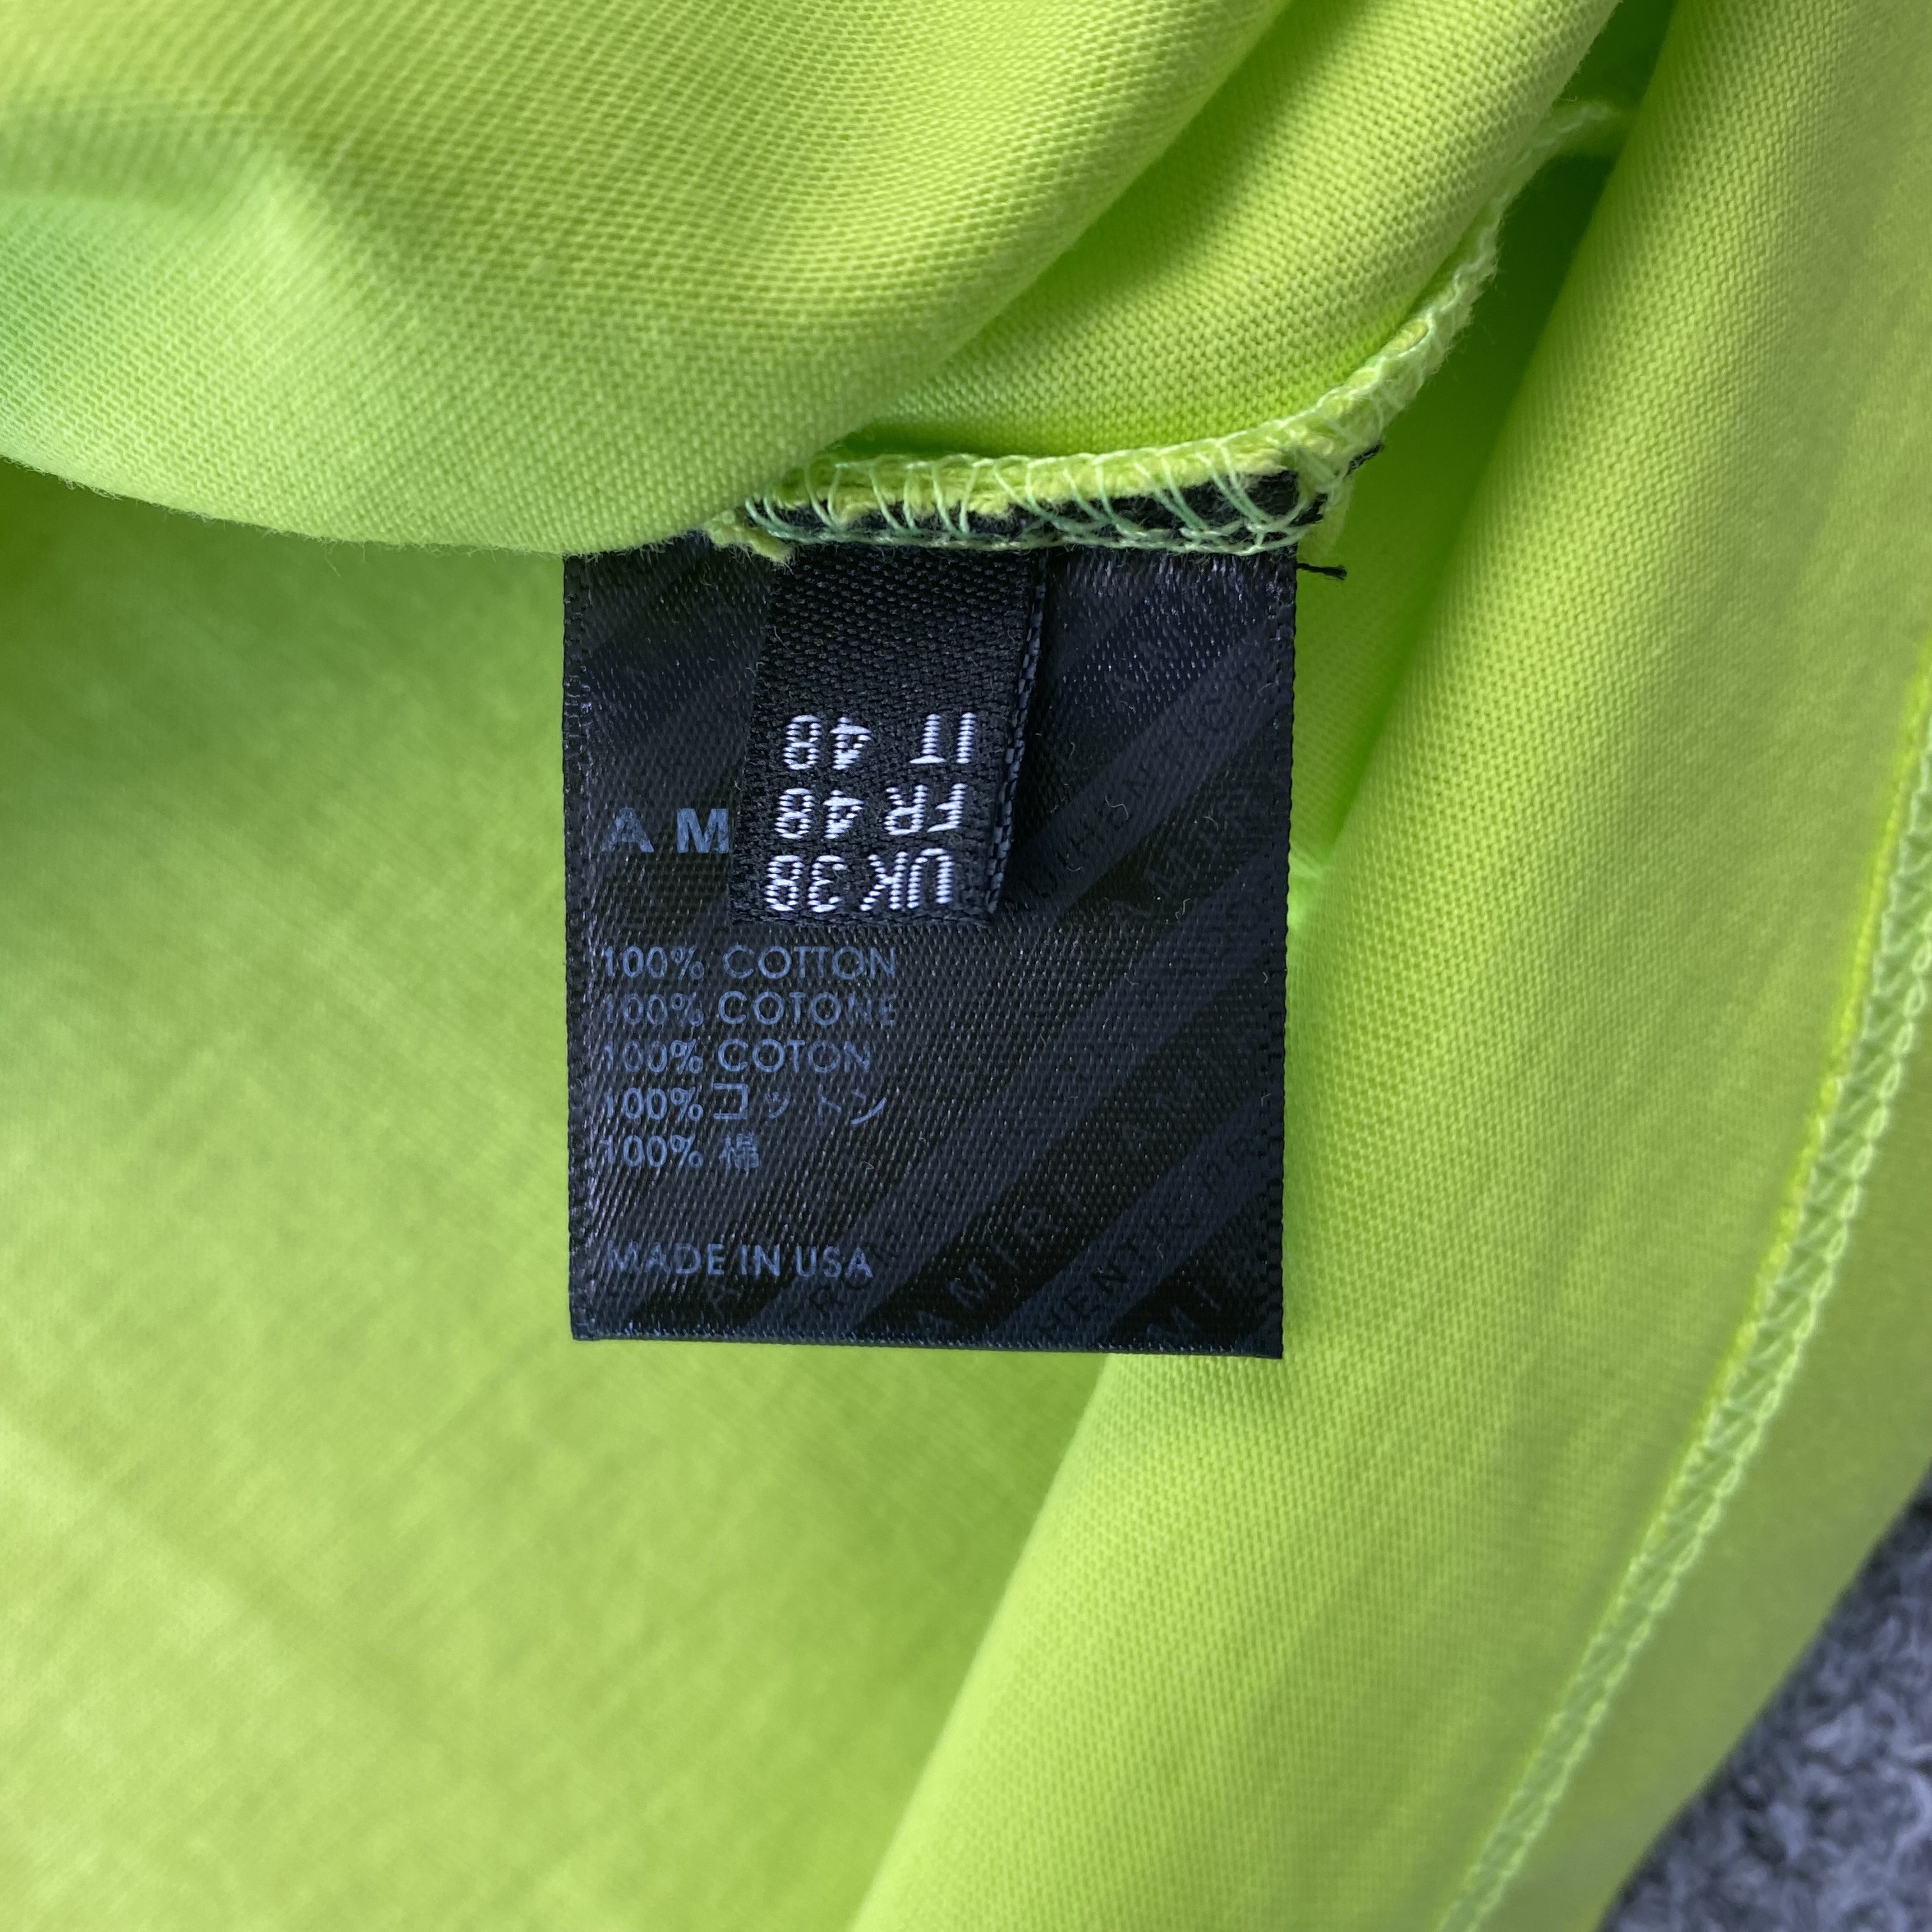 IT 48
FR 48
UK 38
AM
100% COTTON
100% COTONE
100% COTON
100% コットン
100% 棉
MADE IN USA
AMIRI